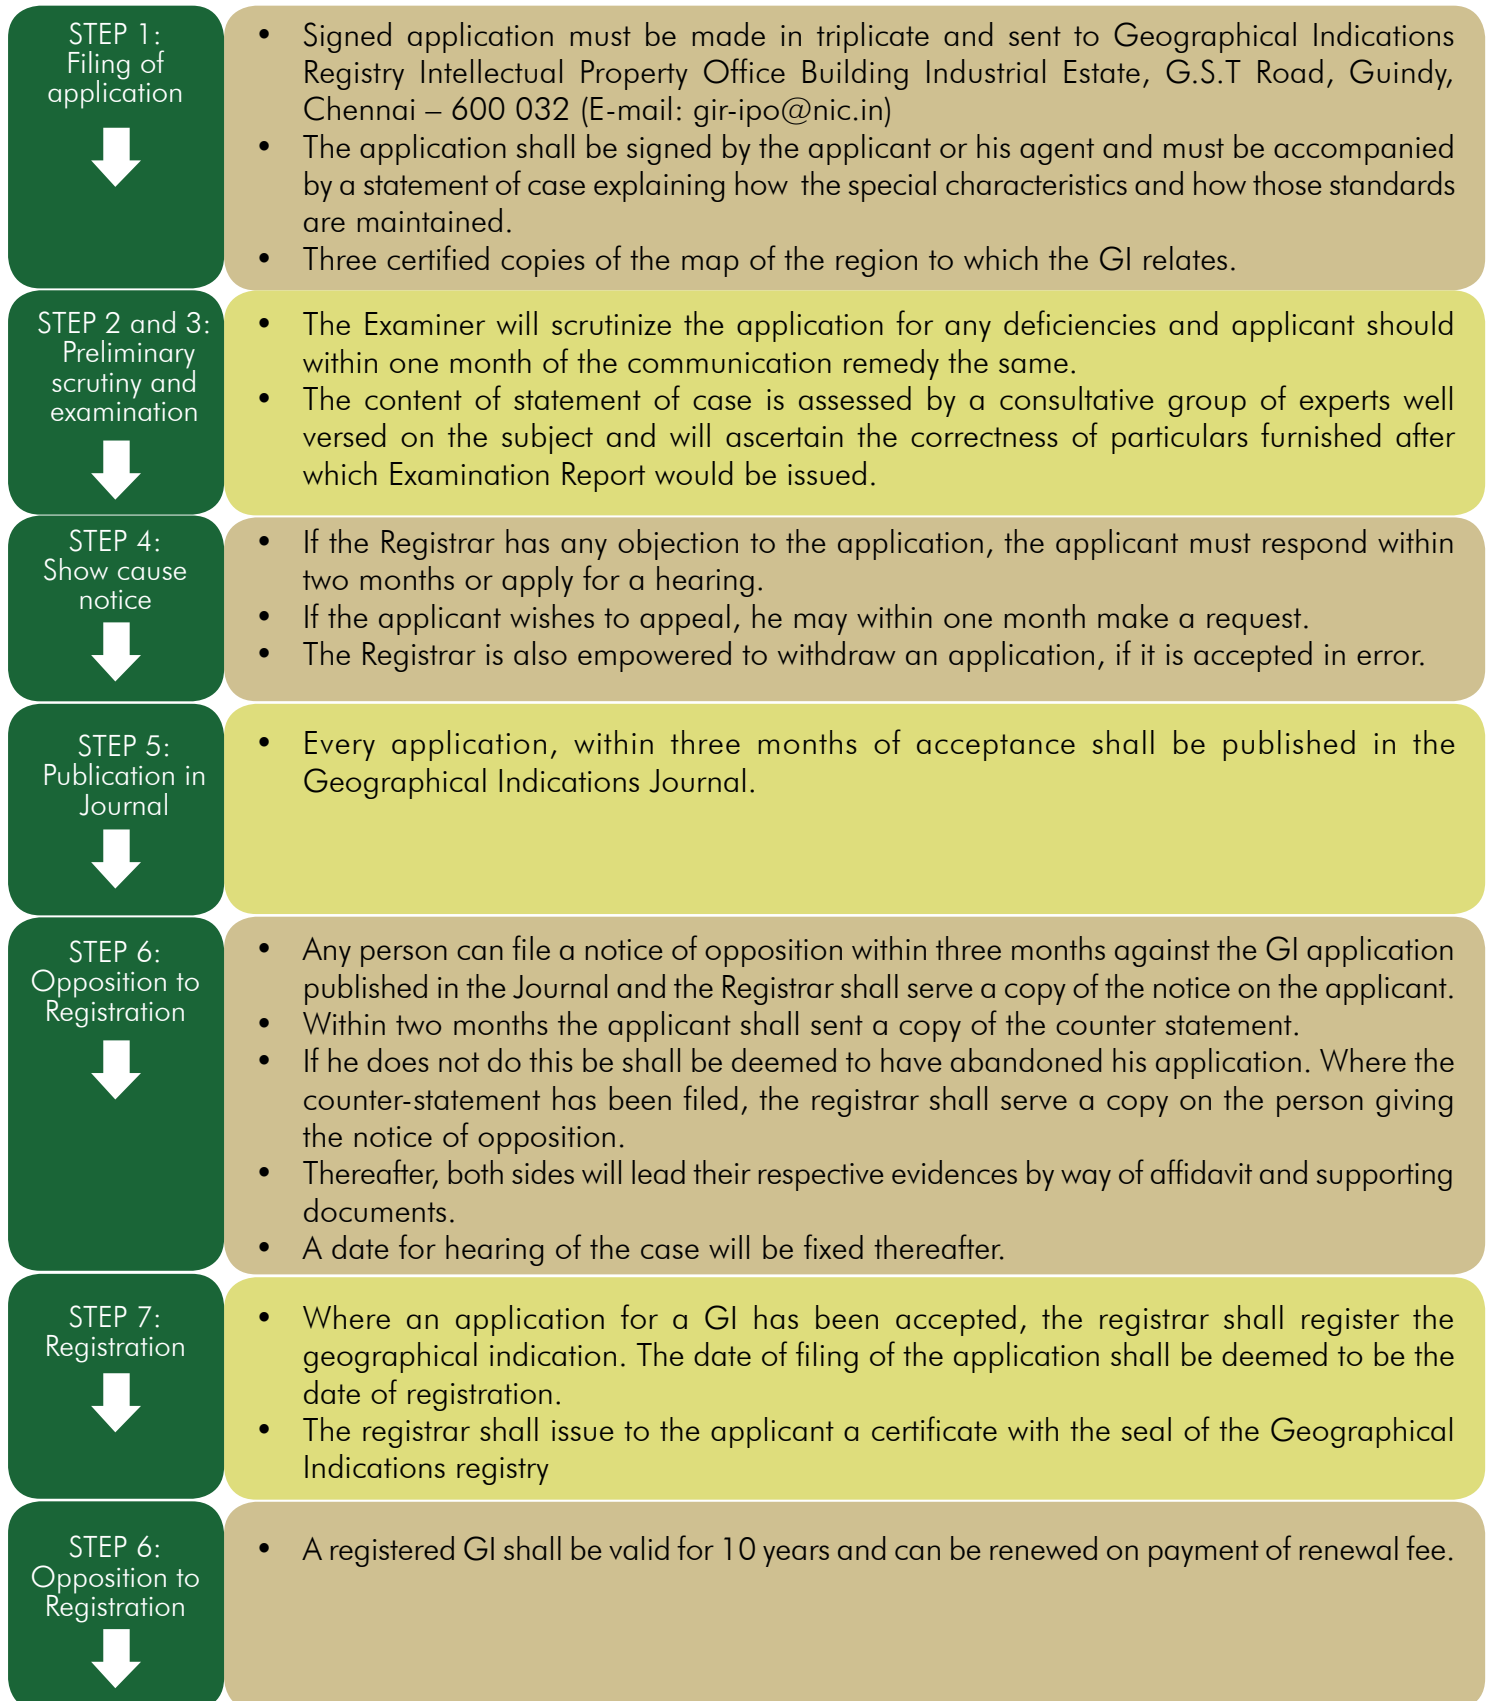 STEP 1:
Filing of
application
• Signed application must be made in triplicate and sent to Geographical Indications
Registry Intellectual Property Office Building Industrial Estate, G.S.T Road, Guindy,
Chennai – 600 032 (E-mail: gir-ipo@nic.in)
• The application shall be signed by the applicant or his agent and must be accompanied
by a statement of case explaining how the special characteristics and how those standards
are maintained.
• Three certified copies of the map of the region to which the GI relates.
STEP 2 and 3:
Preliminary
scrutiny and
examination
• The Examiner will scrutinize the application for any deficiencies and applicant should
within one month of the communication remedy the same.
• The content of statement of case is assessed by a consultative group of experts well
versed on the subject and will ascertain the correctness of particulars furnished after
which Examination Report would be issued.
STEP 4:
Show cause
notice
• If the Registrar has any objection to the application, the applicant must respond within
two months or apply for a hearing.
• If the applicant wishes to appeal, he may within one month make a request.
• The Registrar is also empowered to withdraw an application, if it is accepted in error.
STEP 5:
Publication in
Journal
• Every application, within three months of acceptance shall be published in the
Geographical Indications Journal.
STEP 6:
Opposition to
Registration
• Any person can file a notice of opposition within three months against the GI application
published in the Journal and the Registrar shall serve a copy of the notice on the applicant.
• Within two months the applicant shall sent a copy of the counter statement.
• If he does not do this be shall be deemed to have abandoned his application. Where the
counter-statement has been filed, the registrar shall serve a copy on the person giving
the notice of opposition.
• Thereafter, both sides will lead their respective evidences by way of affidavit and supporting
documents.
• A date for hearing of the case will be fixed thereafter.
STEP 7:
Registration
• Where an application for a GI has been accepted, the registrar shall register the
geographical indication. The date of filing of the application shall be deemed to be the
date of registration.
• The registrar shall issue to the applicant a certificate with the seal of the Geographical
Indications registry
STEP 6:
Opposition to
Registration
• A registered GI shall be valid for 10 years and can be renewed on payment of renewal fee.